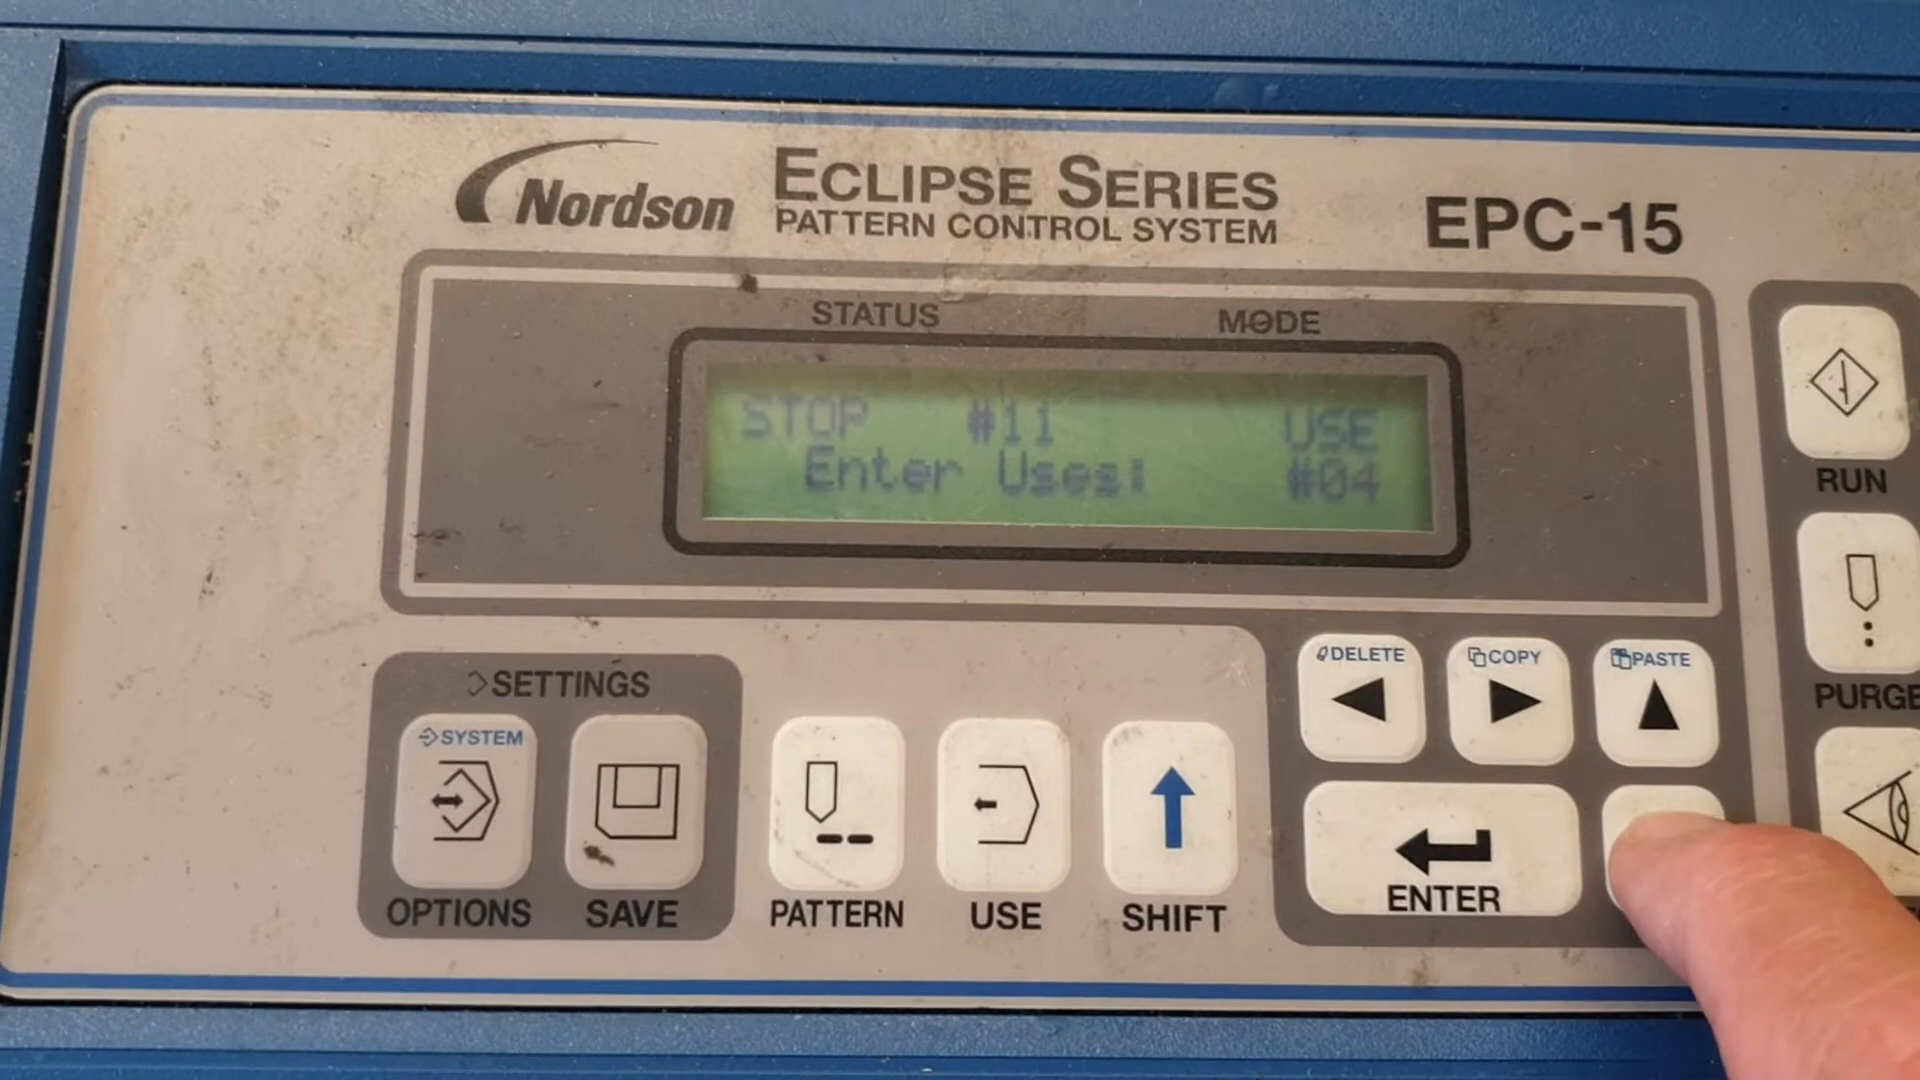 Nordson
ECLIPSE SERIES
PATTERN CONTROL SYSTEM
EPC-15
STATUS MODE
STOP #11 USE
Enter Uses: #04
RUN
SETTINGS
DELETE COPY PASTE
PURGE
SYSTEM
ENTER
OPTIONS SAVE PATTERN USE SHIFT